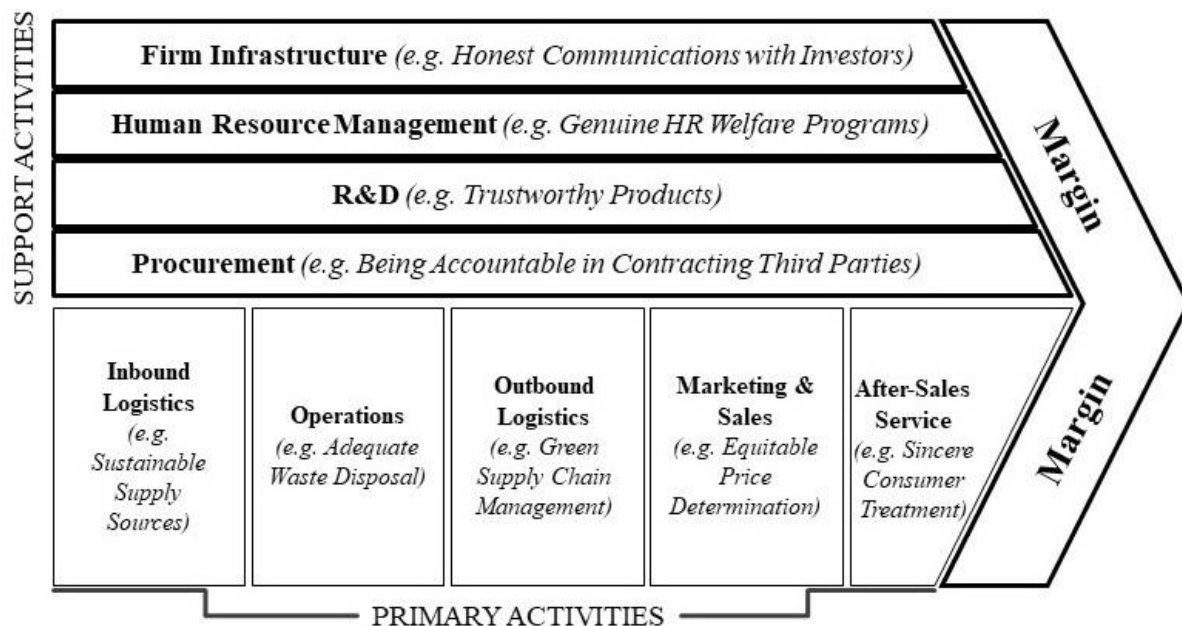 SUPPORT ACTIVITIES
Firm Infrastructure (e.g. Honest Communications with Investors)
Human Resource Management (e.g. Genuine HR Welfare Programs)
R&D (e.g. Trustworthy Products)
Procurement (e.g. Being Accountable in Contracting Third Parties)
Margin
Margin
Inbound
Logistics
(e.g.
Sustainable
Supply
Sources)
Operations
(e.g. Adequate
Waste Disposal)
Outbound
Logistics
(e.g. Green
Supply Chain
Management)
Marketing &
Sales
(e.g. Equitable
Price
Determination)
After-Sales
Service
(e.g. Sincere
Consumer
Treatment)
PRIMARY ACTIVITIES